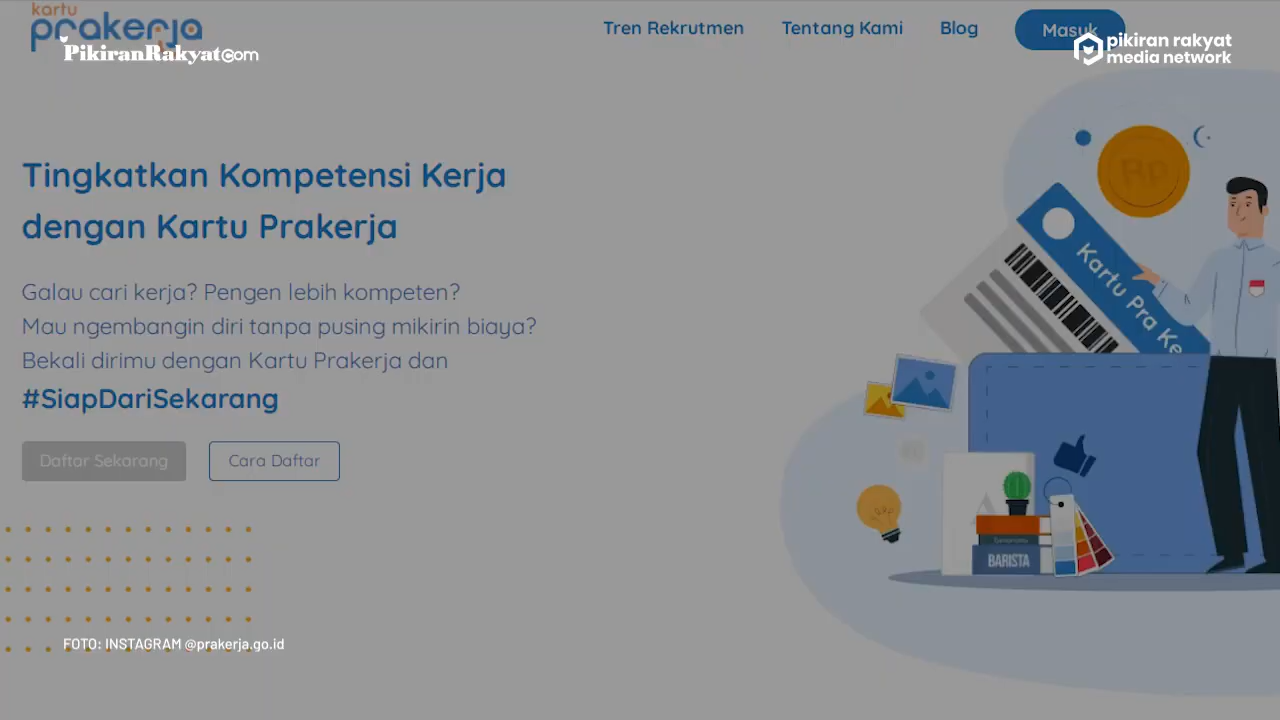 kartu
prakerja
PikiranRakyat.com
Tren Rekrutmen
Tentang Kami
Blog
Masuk
pikiran rakyat
media network
Tingkatkan Kompetensi Kerja
dengan Kartu Prakerja
Galau cari kerja? Pengen lebih kompeten?
Mau ngembangin diri tanpa pusing mikirin biaya?
Bekali dirimu dengan Kartu Prakerja dan
#SiapDariSekarang
Daftar Sekarang
Cara Daftar
Rp
Kartu Pra Ke
BARISTA
FOTO: INSTAGRAM @prakerja.go.id